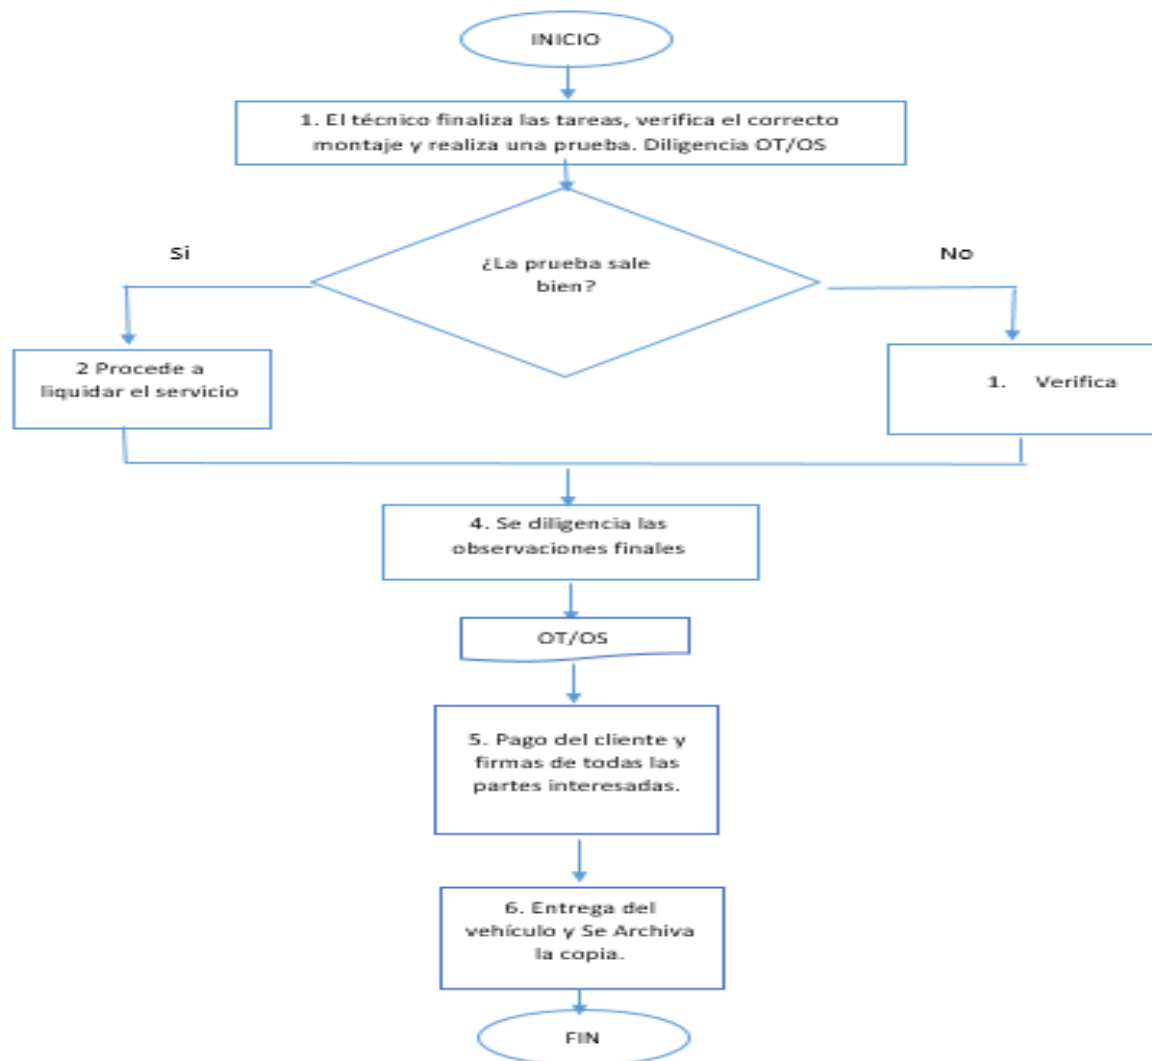 INICIO
1. El técnico finaliza las tareas, verifica el correcto
montaje y realiza una prueba. Diligencia OT/OS
Si
¿La prueba sale
bien?
No
2 Procede a
liquidar el servicio
1. Verifica
4. Se diligencia las
observaciones finales
OT/OS
5. Pago del cliente y
firmas de todas las
partes interesadas.
6. Entrega del
vehículo y Se Archiva
la copia.
FIN